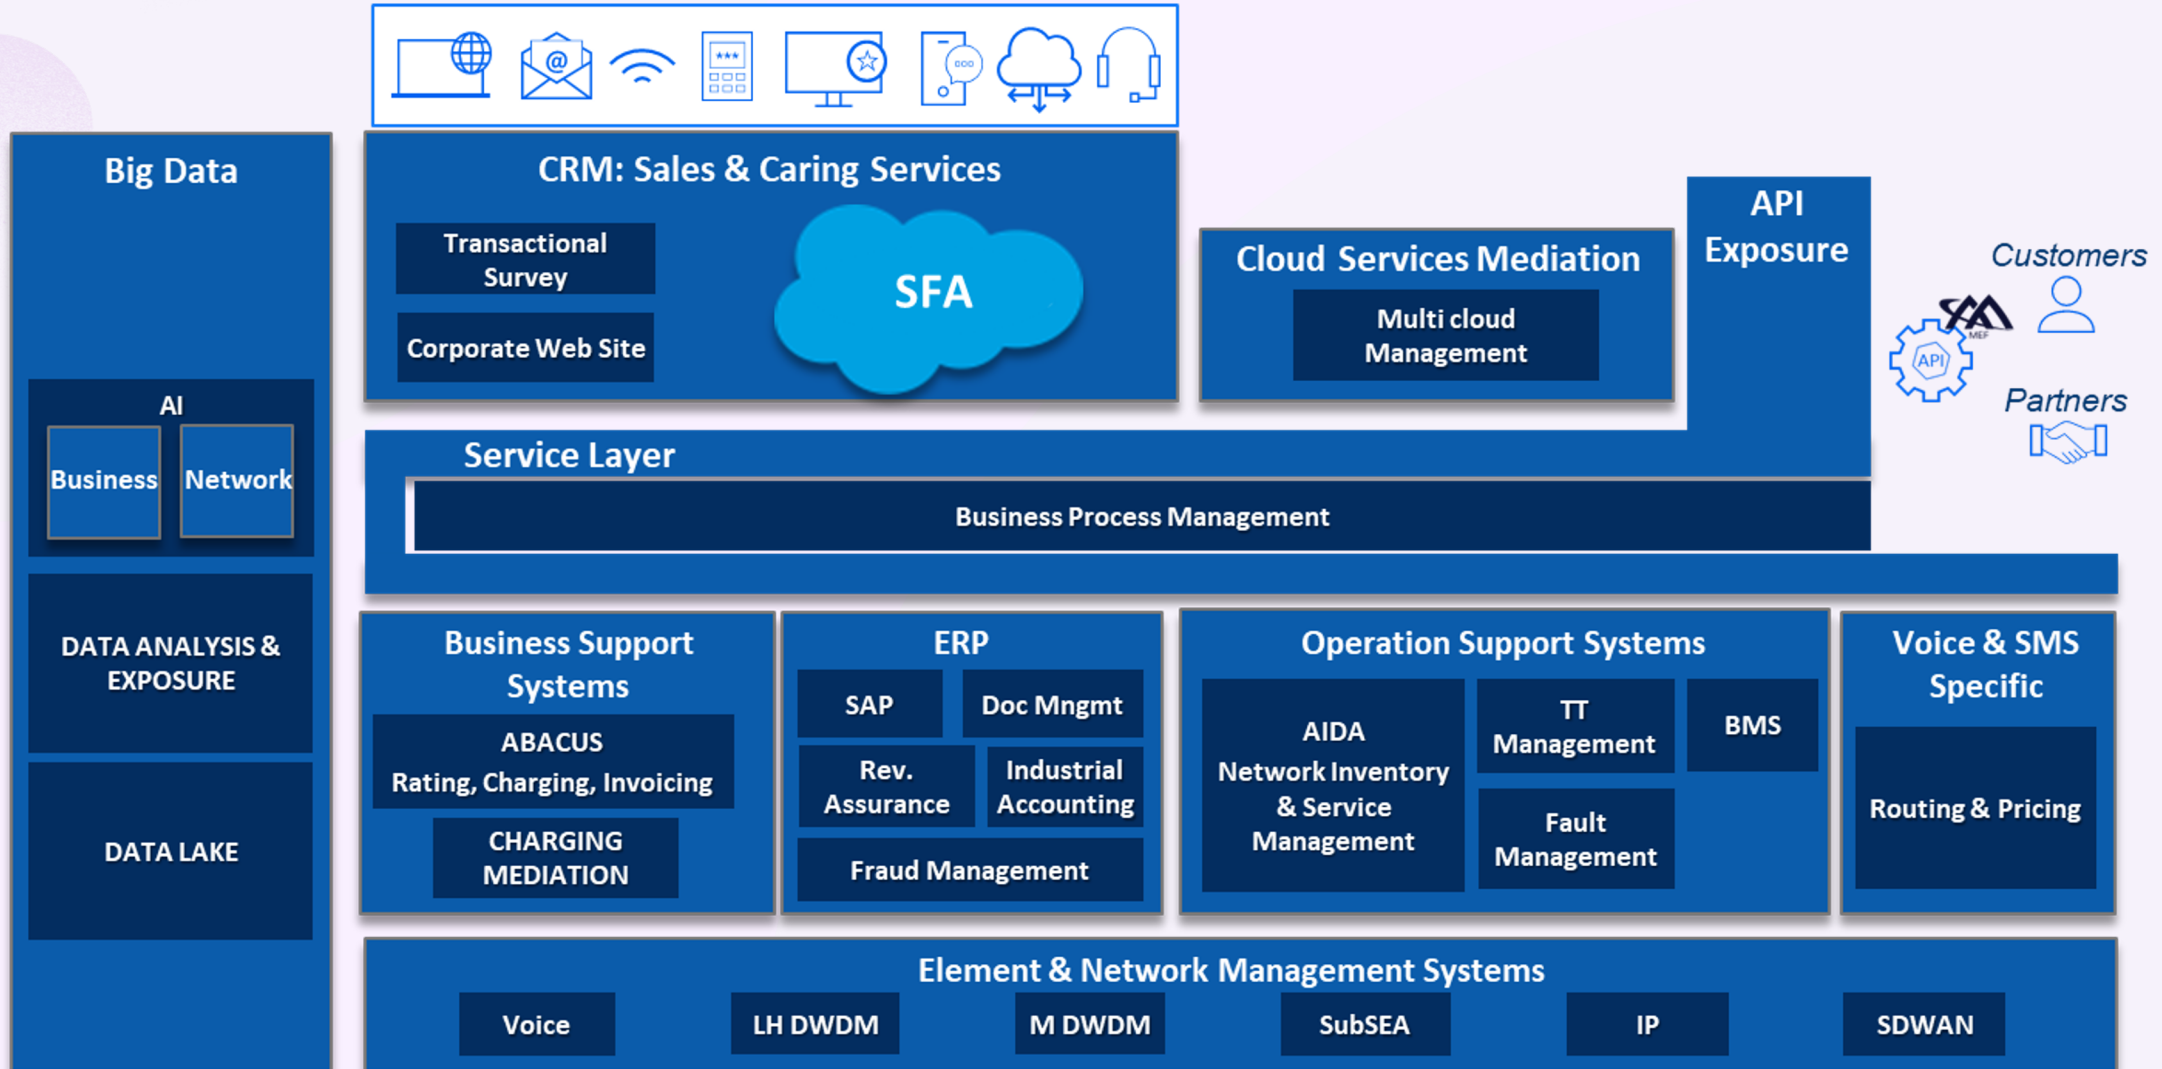 @
***
CRM: Sales & Caring Services
Transactional
Survey
Corporate Web Site
SFA
Big Data
AI
Business
Network
DATA ANALYSIS &
EXPOSURE
DATA LAKE
Cloud Services Mediation
Multi cloud
Management
API
Exposure
Customers
MEF
API
Partners
Service Layer
Business Process Management
Business Support
Systems
ABACUS
Rating, Charging, Invoicing
CHARGING
MEDIATION
ERP
SAP
Doc Mngmt
Rev.
Assurance
Industrial
Accounting
Fraud Management
Operation Support Systems
AIDA
Network Inventory
& Service
Management
TT
Management
BMS
Fault
Management
Voice & SMS
Specific
Routing & Pricing
Element & Network Management Systems
Voice
LH DWDM
M DWDM
SubSEA
IP
SDWAN